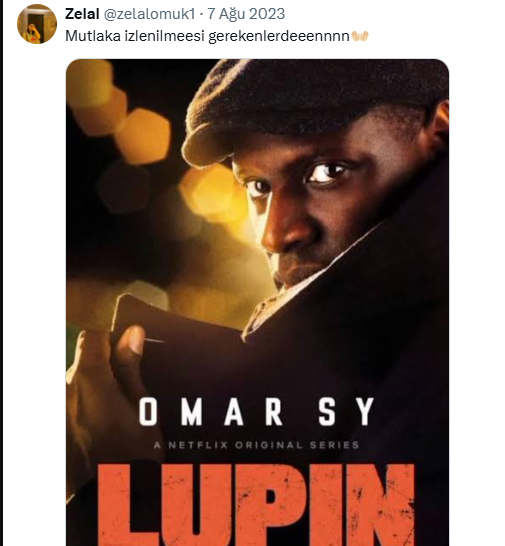 Zelal @zelalomuk1 · 7 Ağu 2023
Mutlaka izlenilmeesi gerekenlerdeeennnn👐🏼
OMAR SY
A NETFLIX ORIGINAL SERIES
LUPIN